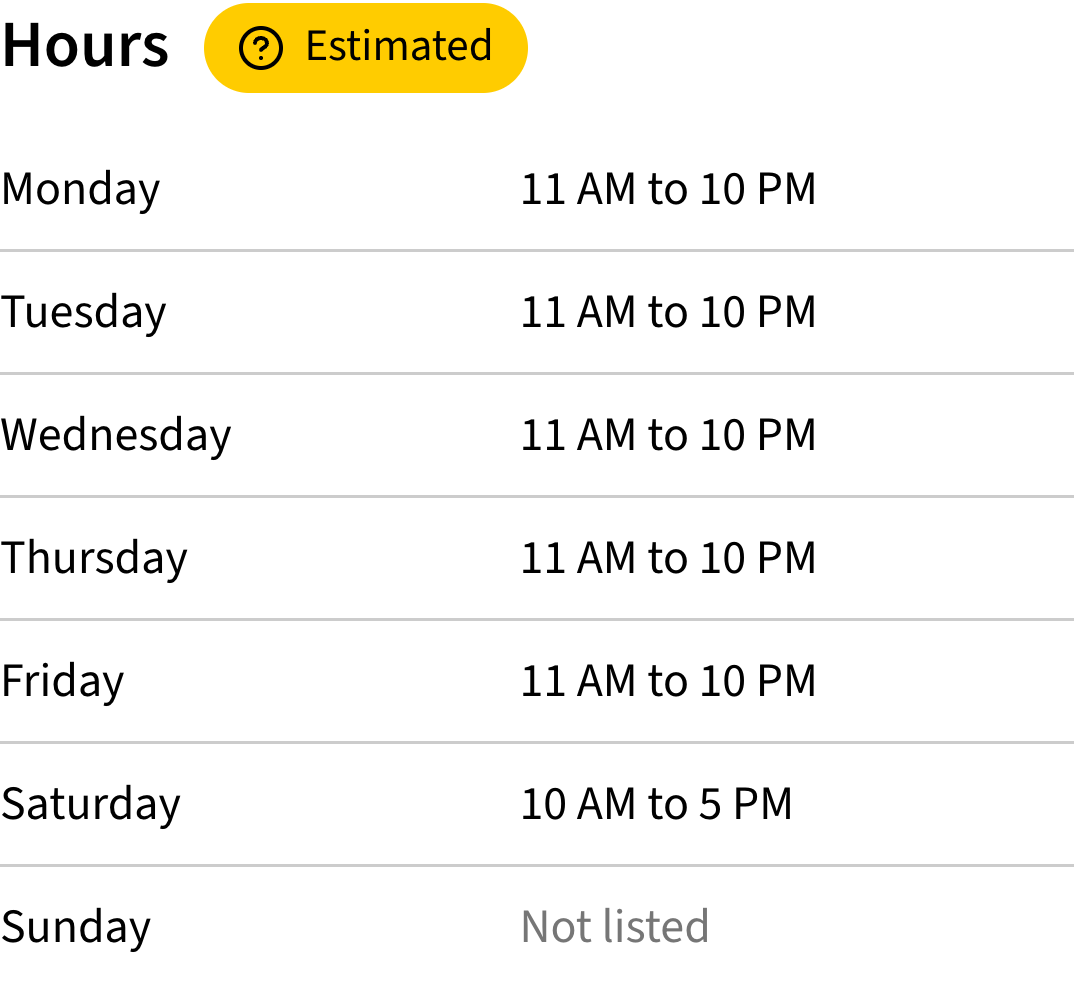 Hours Estimated
Monday 11 AM to 10 PM
Tuesday 11 AM to 10 PM
Wednesday 11 AM to 10 PM
Thursday 11 AM to 10 PM
Friday 11 AM to 10 PM
Saturday 10 AM to 5 PM
Sunday Not listed